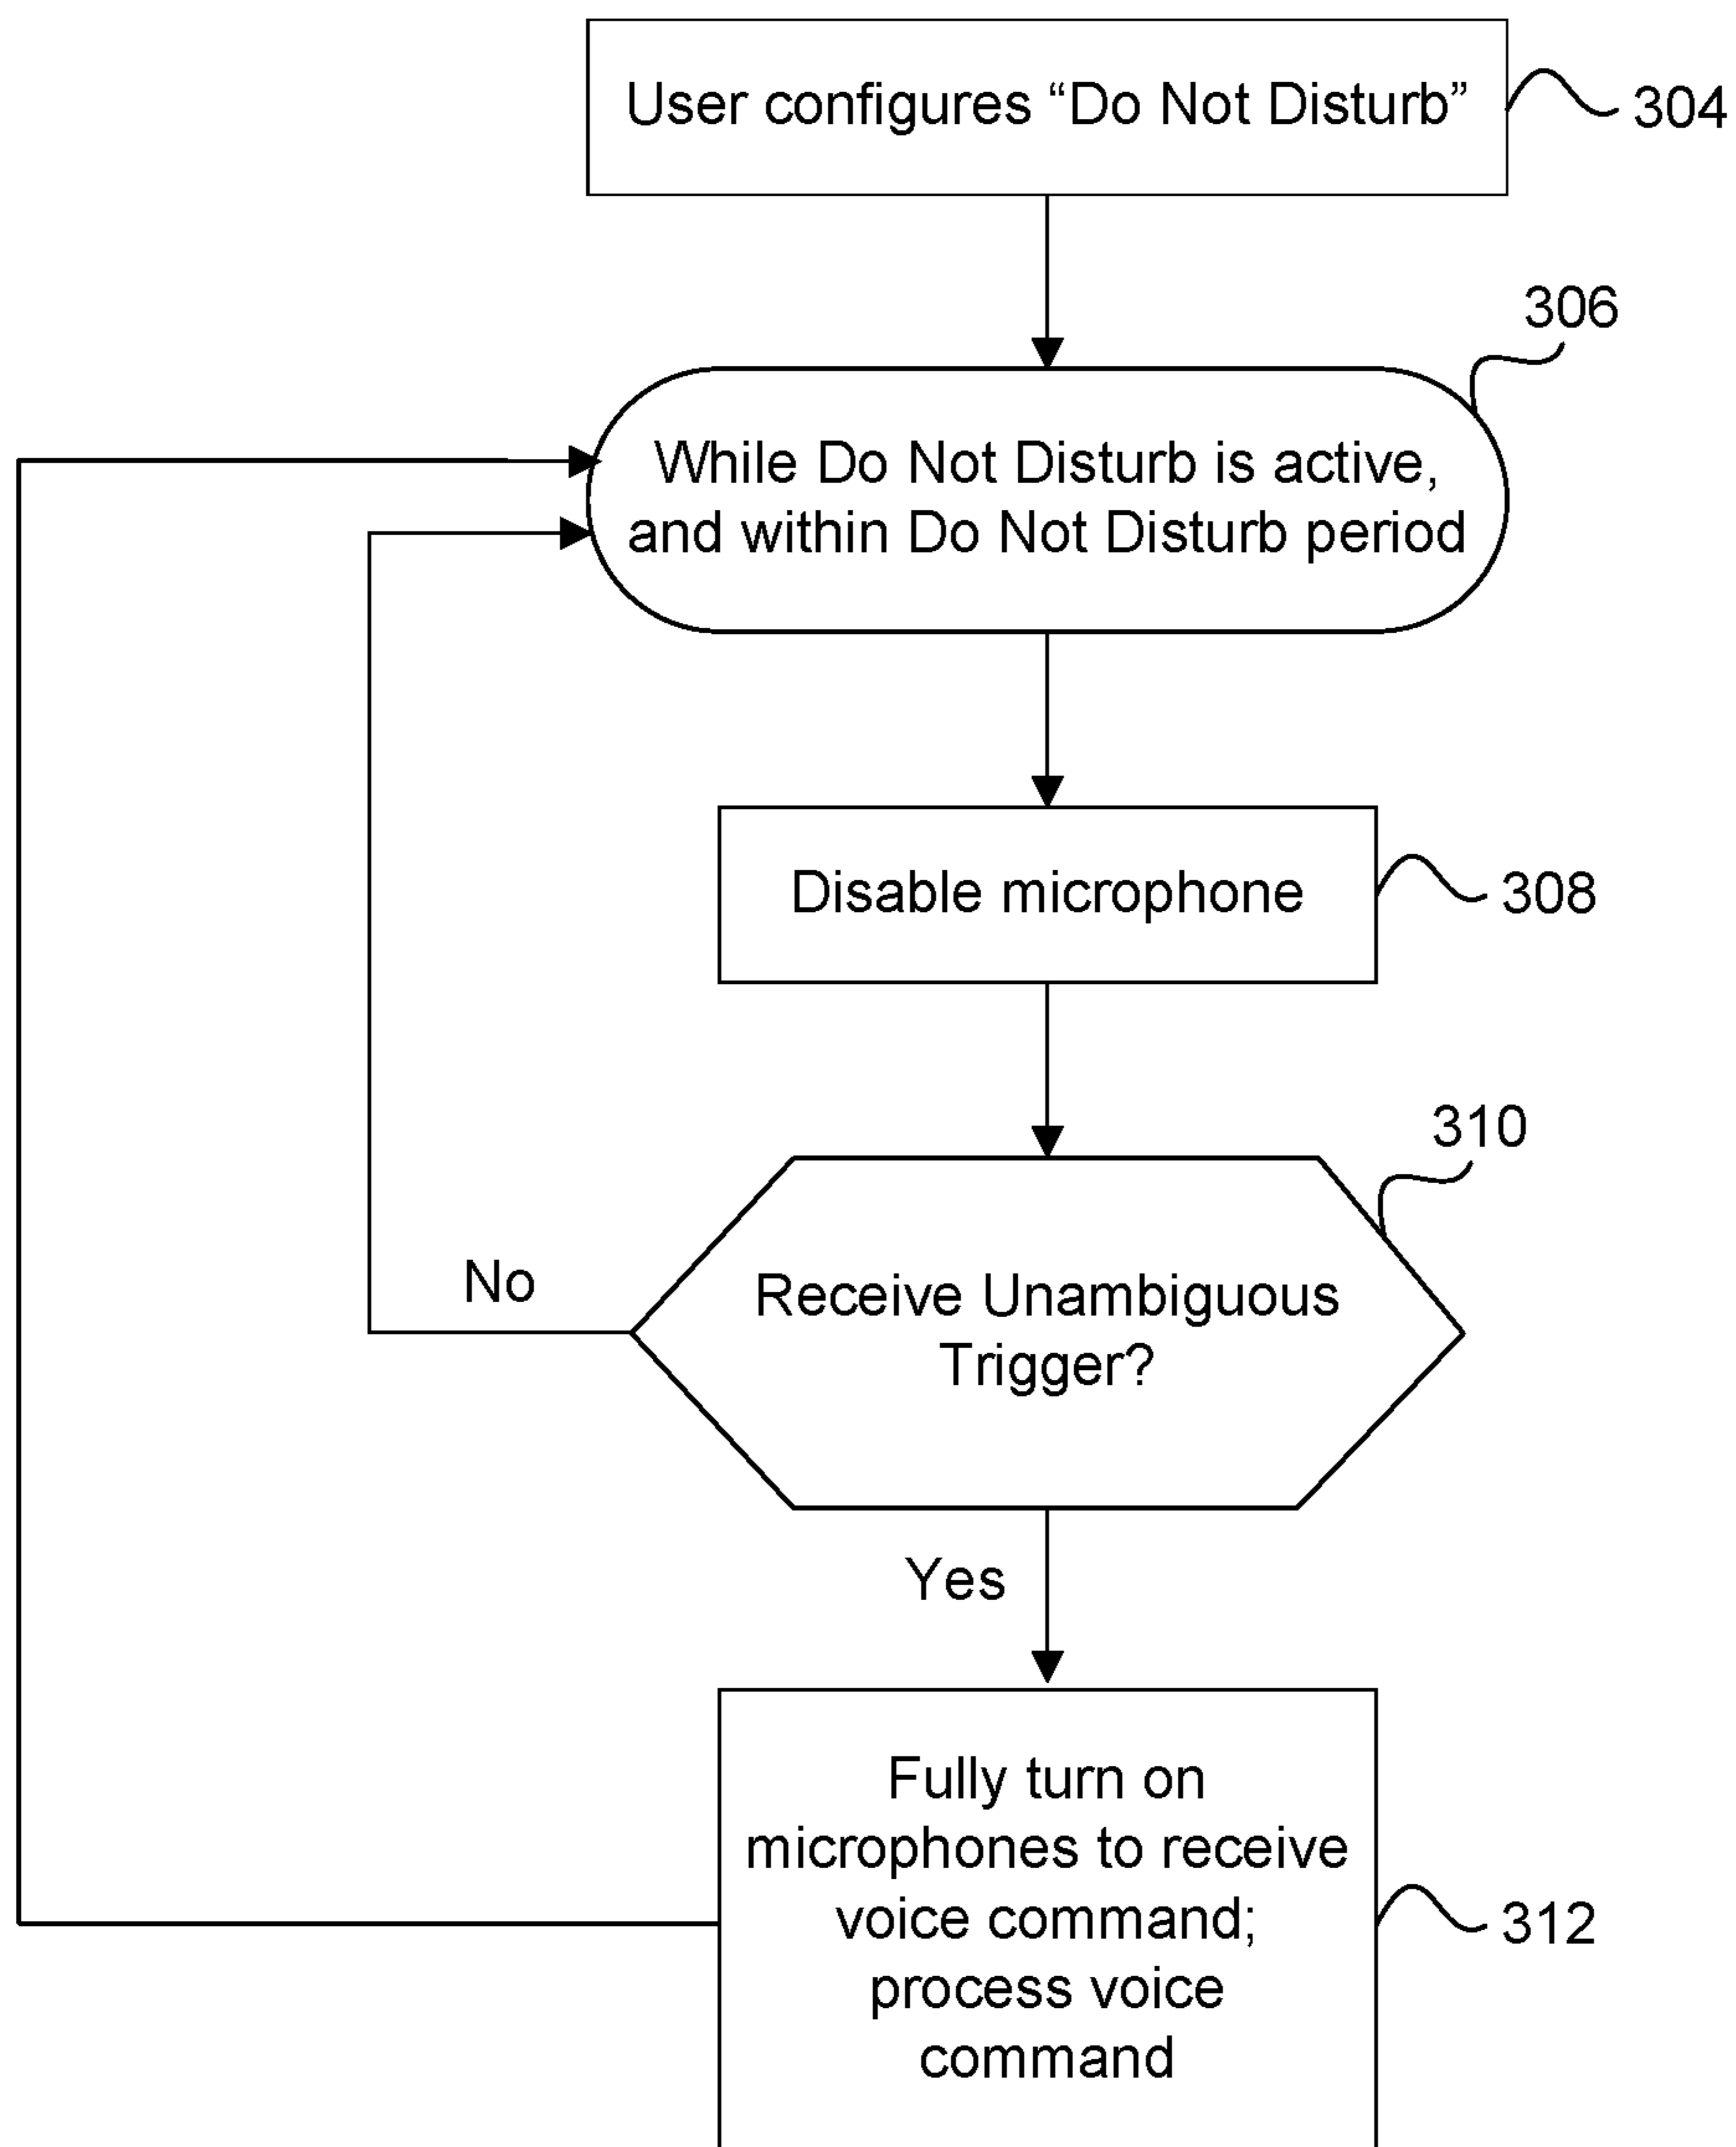 User configures “Do Not Disturb”
304
306
While Do Not Disturb is active,
and within Do Not Disturb period
Disable microphone
308
310
No
Receive Unambiguous
Trigger?
Yes
Fully turn on
microphones to receive
voice command;
process voice
command
312